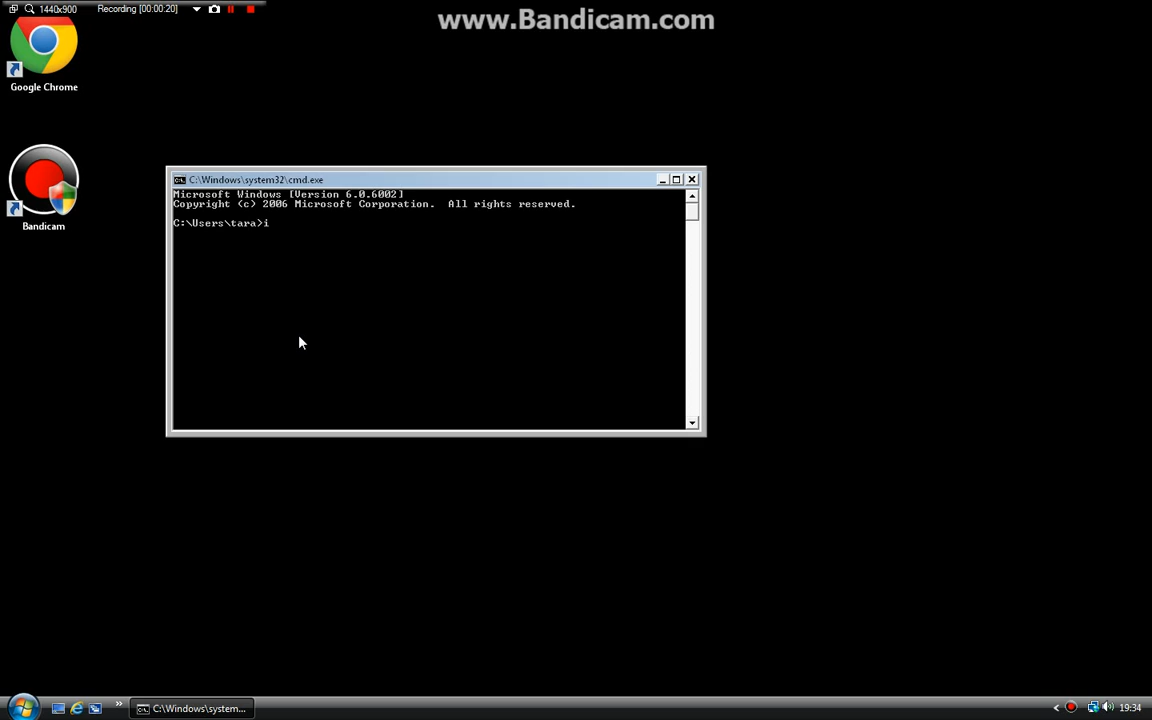 1440x900 Recording [00:00:20]
www.Bandicam.com
Google Chrome
Bandicam
C:\Windows\system32\cmd.exe
Microsoft Windows [Version 6.0.6002]
Copyright (c) 2006 Microsoft Corporation.  All rights reserved.
C:\Users\tara>i
C:\Windows\system...
19:34